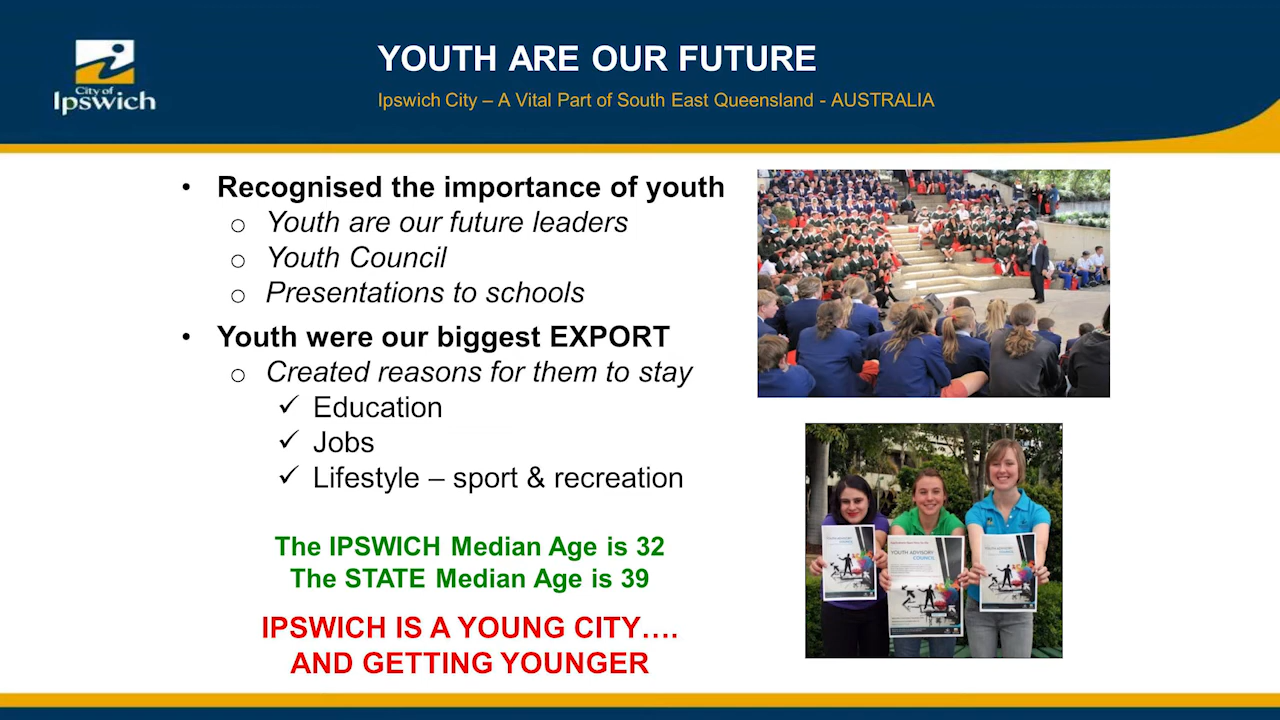 City of
Ipswich
YOUTH ARE OUR FUTURE
Ipswich City – A Vital Part of South East Queensland - AUSTRALIA
• Recognised the importance of youth
o Youth are our future leaders
o Youth Council
o Presentations to schools
• Youth were our biggest EXPORT
o Created reasons for them to stay
✓ Education
✓ Jobs
✓ Lifestyle – sport & recreation
The IPSWICH Median Age is 32
The STATE Median Age is 39
IPSWICH IS A YOUNG CITY….
AND GETTING YOUNGER
YOUTH ADVISORY
COUNCIL